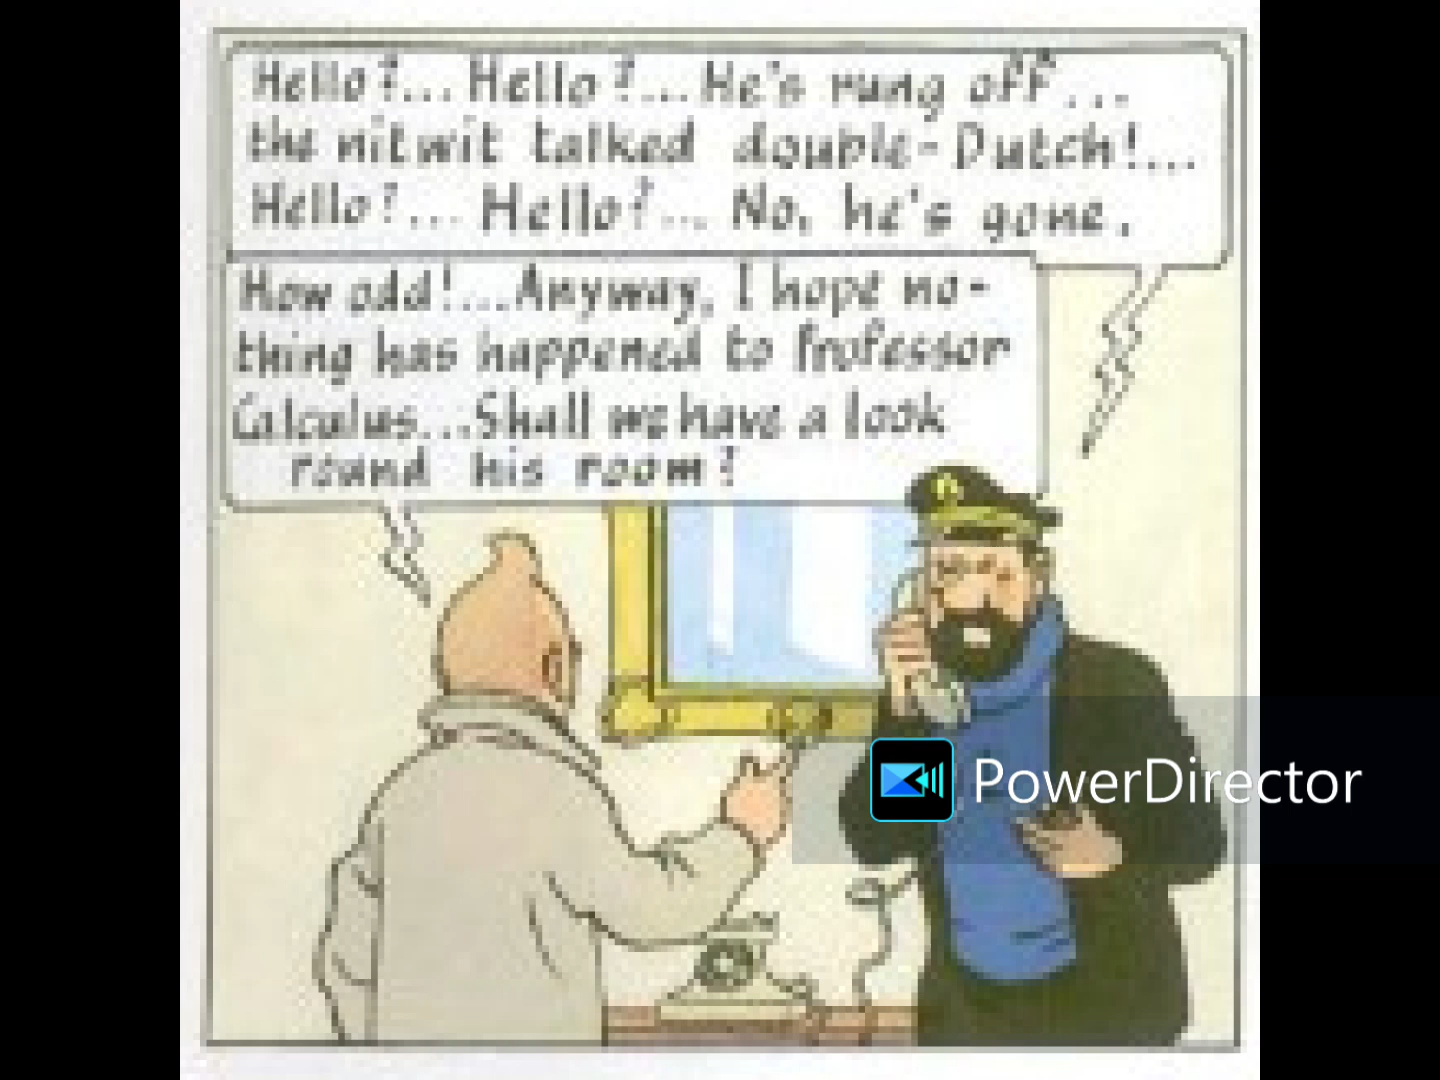 Hello?... Hello?... He's rung off...
the nitwit talked double-Dutch!...
Hello?... Hello?... No, he's gone.
How odd!... Anyway, I hope no-
thing has happened to Professor
Calculus... Shall we have a look
round his room?
PowerDirector